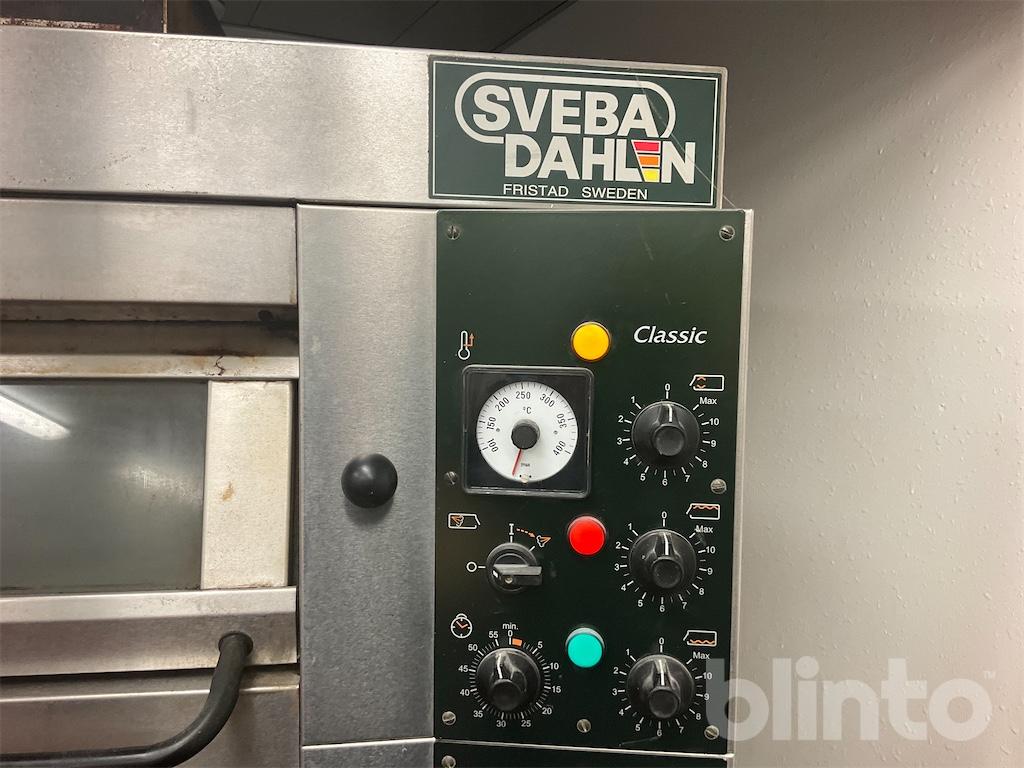 SVEBA
DAHLEN
FRISTAD SWEDEN
Classic
100 150 200 250 300 350 400
°C
0 Max
1 2 3 4 5 6 7 8 9 10
I
O
0 Max
1 2 3 4 5 6 7 8 9 10
min.
0 5 10 15 20 25 30 35 40 45 50 55
0 Max
1 2 3 4 5 6 7 8 9 10
blinto™